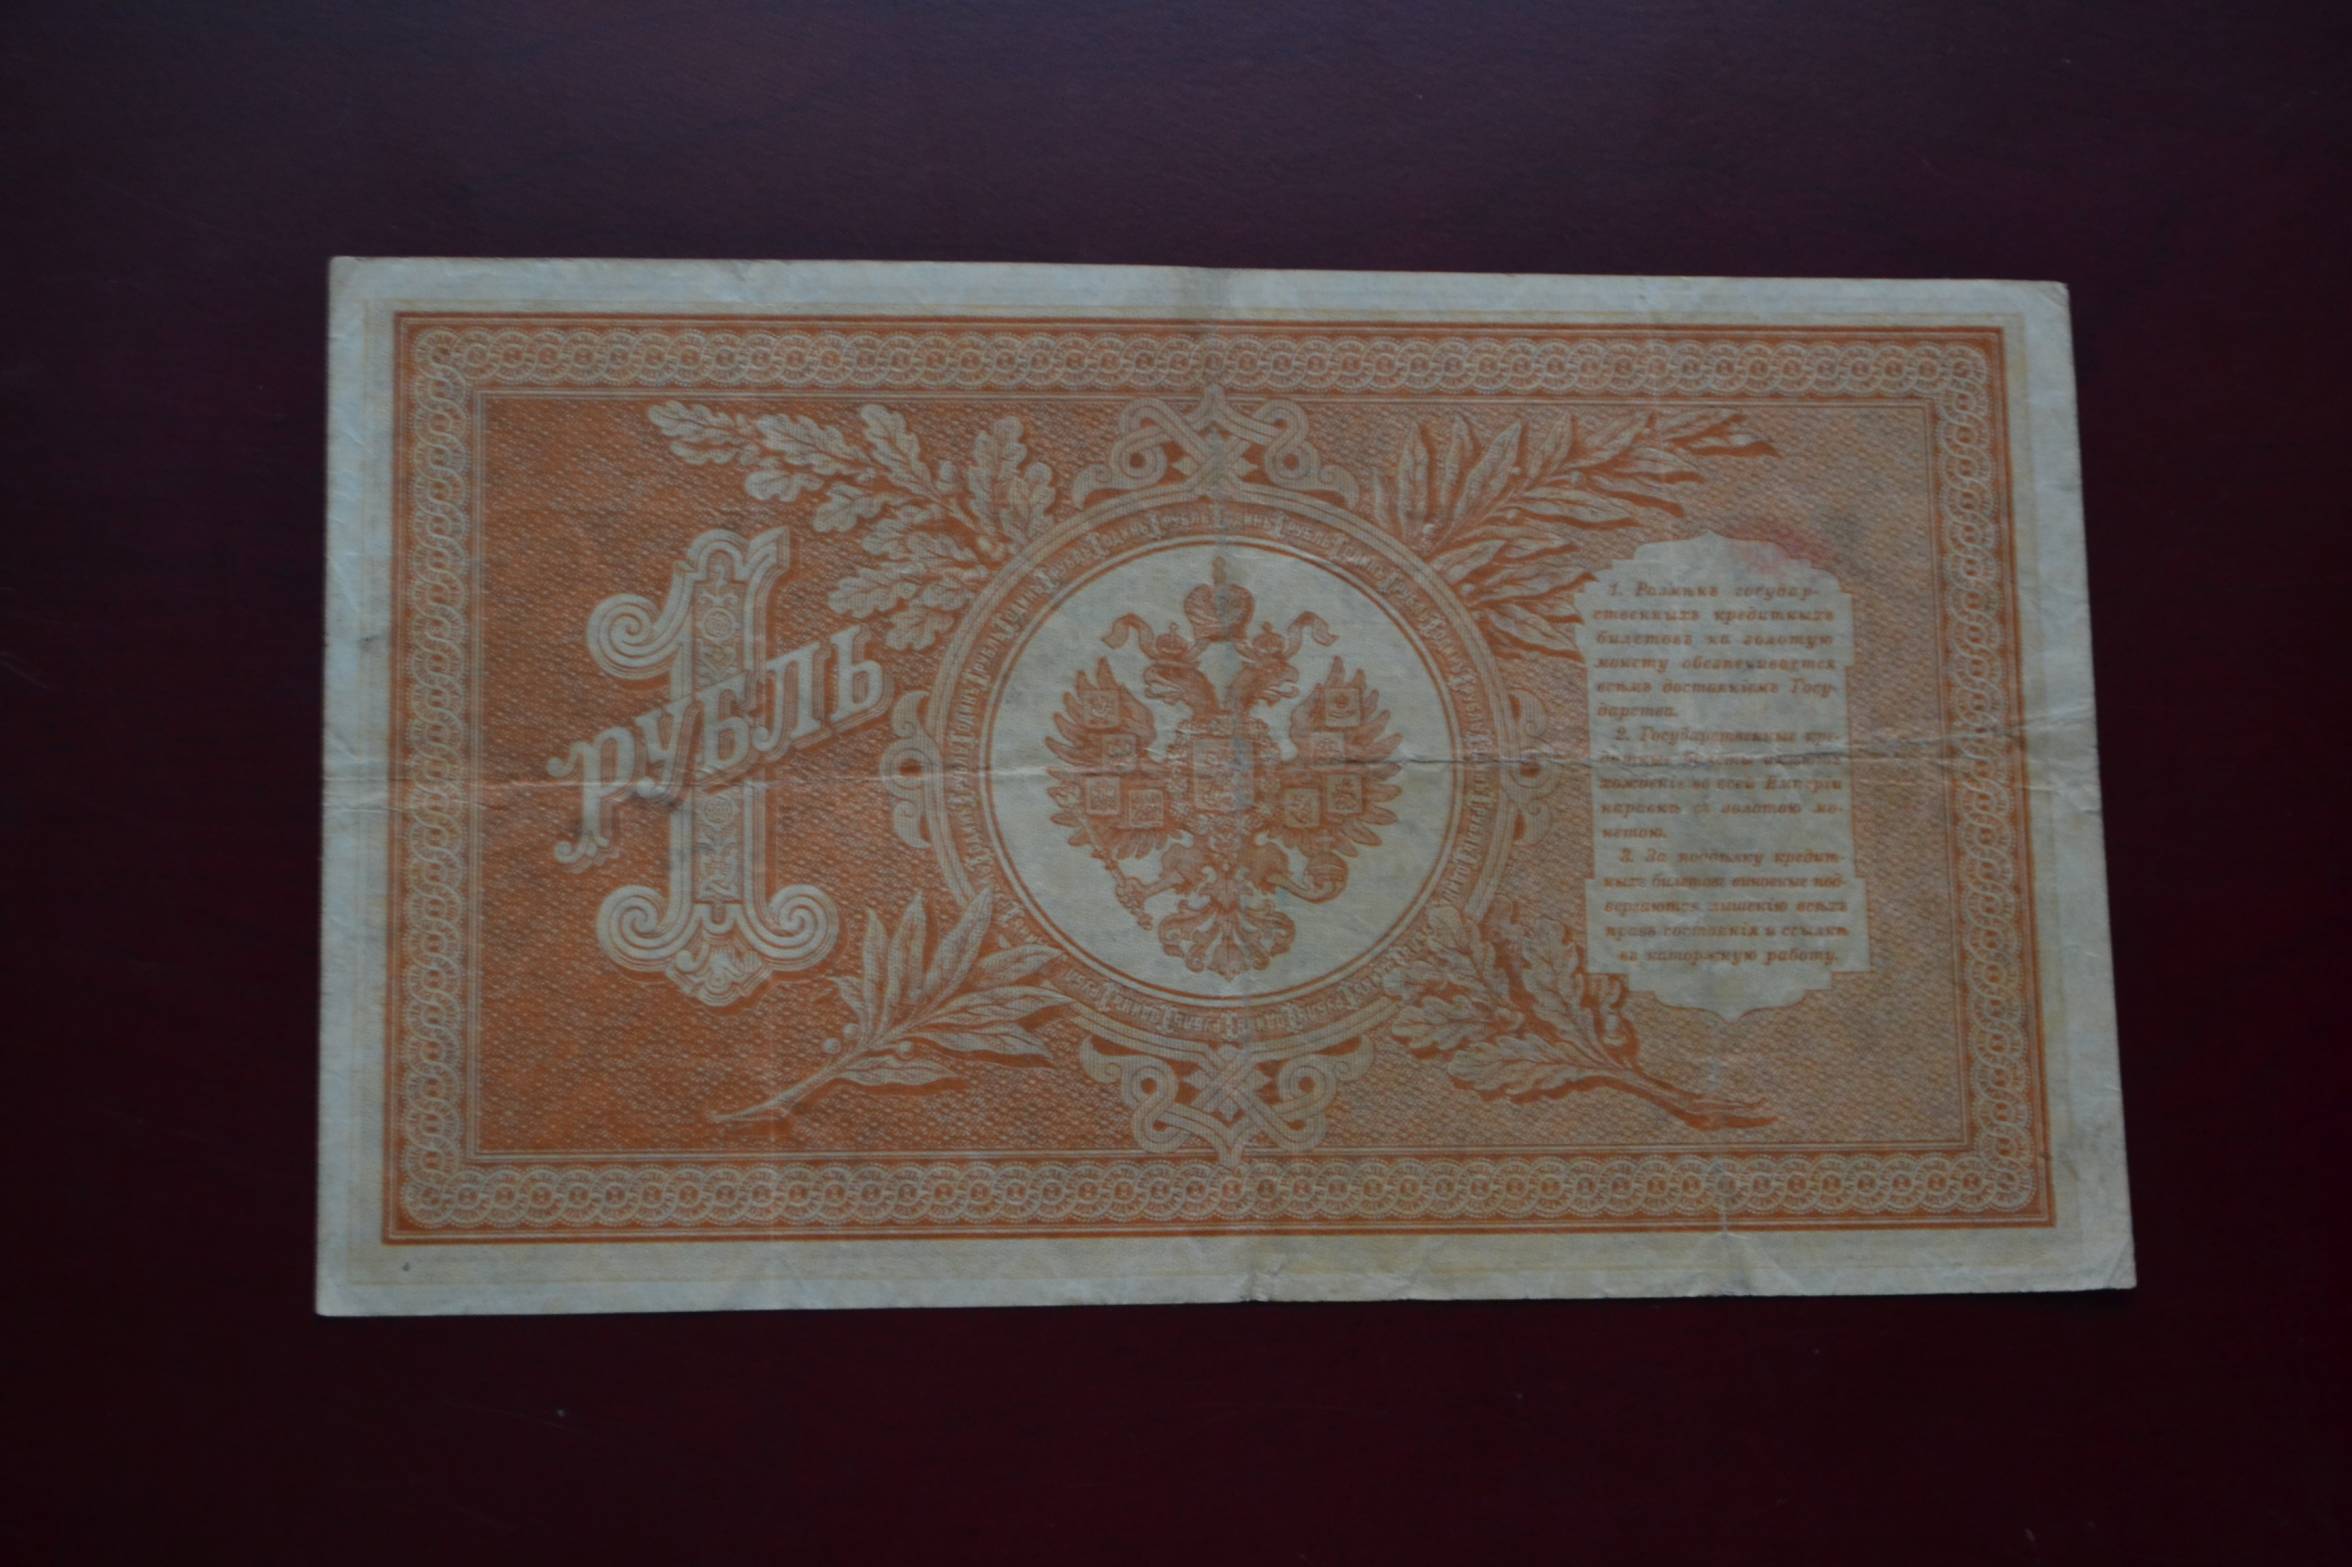 1
РУБЛЬ
1. Размѣнъ государ-
ственныхъ кредитныхъ
билетовъ на золотую
монету обезпечивается
всѣмъ достояніемъ Госу-
дарства.
2. Государственные кре-
дитные билеты имѣютъ
хожденіе во всей Имперіи
наравнѣ съ золотою мо-
нетою.
3. За поддѣлку кредит-
ныхъ билетовъ виновные под-
вергаются лишенію всѣхъ
правъ состоянія и ссылкѣ
въ каторжную работу.